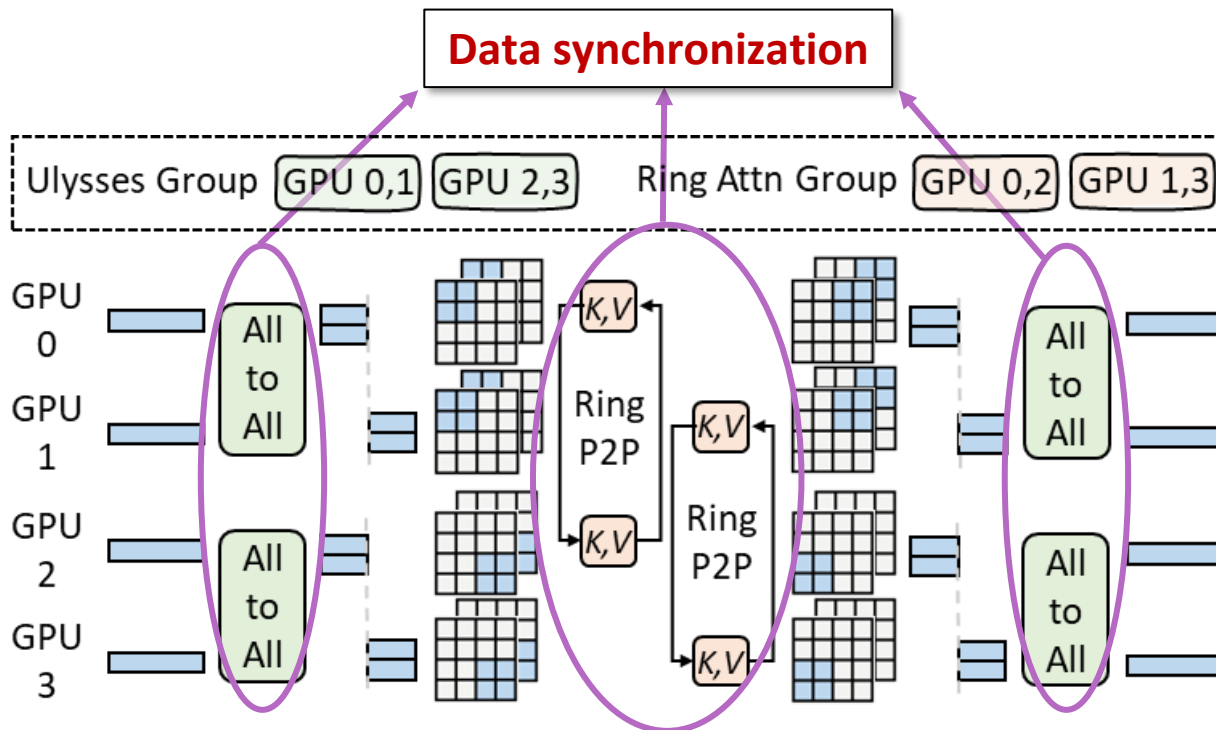 Data synchronization
Ulysses Group GPU 0,1 GPU 2,3 Ring Attn Group GPU 0,2 GPU 1,3
GPU
0
GPU
1
GPU
2
GPU
3
All
to
All
All
to
All
K,V
Ring
P2P
K,V
K,V
Ring
P2P
K,V
All
to
All
All
to
All